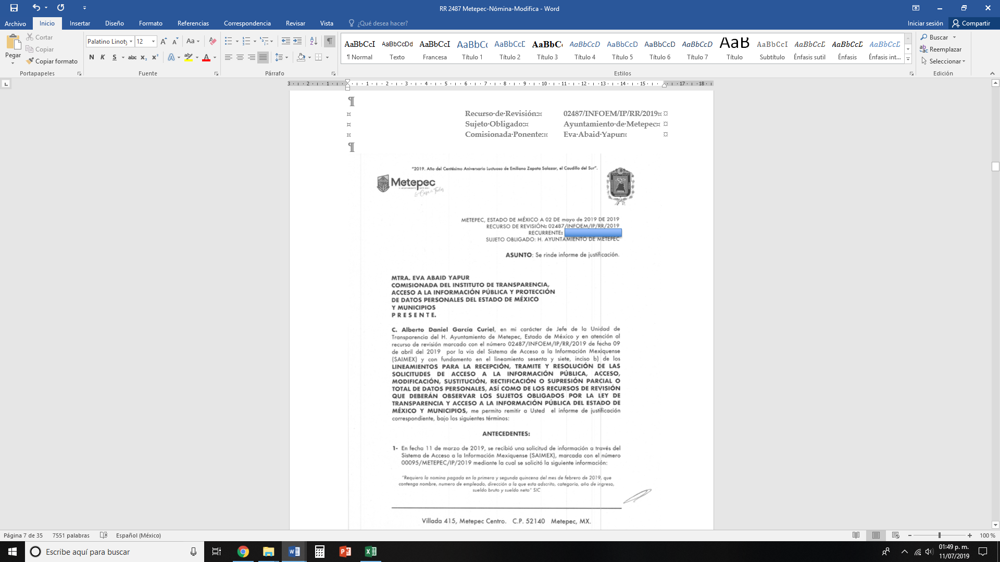 RR 2487 Metepec-Nómina-Modifica - Word
Archivo Inicio Insertar Diseño Formato Referencias Correspondencia Revisar Vista ¿Qué desea hacer? Iniciar sesión Compartir
Pegar
Cortar
Copiar
Copiar formato
Palatino Linoty 12
N K S abc x₂ x²
AaBbCcI AaBbCcDd AaBbCcI AaBbCc AaBbCcD AaBbC AaBbCcD AaBbCcD AaBbCcD AaBbCcD AaB AaBbCcI AaBbCcD AaBbCcD AaBbCcD
¶ Normal Texto Francesa Título 1 Título 2 Título 3 Título 4 Título 5 Título 6 Título 7 Título Subtítulo Énfasis sutil Énfasis Énfasis int...
Buscar
Reemplazar
Seleccionar
Portapapeles Fuente Párrafo Estilos Edición
3 2 1 1 2 3 4 5 6 7 8 9 10 11 12 13 14 15 17 18
¶
Recurso·de·Revisión:¤ 02487/INFOEM/IP/RR/2019¤
Sujeto·Obligado:¤ Ayuntamiento·de·Metepec¤
Comisionada·Ponente:¤ Eva·Abaid·Yapur¤
¶
"2019. Año del Centésimo Aniversario Luctuoso de Emiliano Zapata Salazar, el Caudillo del Sur".
Metepec
La Casa de Todos
METEPEC, ESTADO DE MÉXICO A 02 DE mayo de 2019 DE 2019
RECURSO DE REVISIÓN: 02487/INFOEM/IP/RR/2019
RECURRENTE:
SUJETO OBLIGADO: H. AYUNTAMIENTO DE METEPEC
ASUNTO: Se rinde informe de justificación.
MTRA. EVA ABAID YAPUR
COMISIONADA DEL INSTITUTO DE TRANSPARENCIA,
ACCESO A LA INFORMACIÓN PÚBLICA Y PROTECCIÓN
DE DATOS PERSONALES DEL ESTADO DE MÉXICO
Y MUNICIPIOS
P R E S E N T E.
C. Alberto Daniel García Curiel, en mi carácter de Jefe de la Unidad de
Transparencia del H. Ayuntamiento de Metepec, Estado de México y en atención al
recurso de revisión marcado con el número 02487/INFOEM/IP/RR/2019 de fecha 09
de abril del 2019 por la vía del Sistema de Acceso a la Información Mexiquense
(SAIMEX) y con fundamento en el lineamiento sesenta y siete, inciso b) de los
LINEAMIENTOS PARA LA RECEPCIÓN, TRAMITE Y RESOLUCIÓN DE LAS
SOLICITUDES DE ACCESO A LA INFORMACIÓN PÚBLICA, ACCESO,
MODIFICACIÓN, SUSTITUCIÓN, RECTIFICACIÓN O SUPRESIÓN PARCIAL O
TOTAL DE DATOS PERSONALES, ASÍ COMO DE LOS RECURSOS DE REVISIÓN
QUE DEBERÁN OBSERVAR LOS SUJETOS OBLIGADOS POR LA LEY DE
TRANSPARENCIA Y ACCESO A LA INFORMACIÓN PÚBLICA DEL ESTADO DE
MÉXICO Y MUNICIPIOS, me permito remitir a Usted el informe de justificación
correspondiente, bajo los siguientes términos:
ANTECEDENTES:
1- En fecha 11 de marzo de 2019, se recibió una solicitud de información a través del
Sistema de Acceso a la Información Mexiquense (SAIMEX), marcada con el número
00095/METEPEC/IP/2019 mediante la cual se solicitó la siguiente información:
"Requiero la nomina pagada en la primera y segunda quincena del mes de febrero de 2019, que
contenga nombre, numero de empleado, dirección a la que esta adscrito, categoría, año de ingreso,
sueldo bruto y sueldo neto" SIC
Villada 415, Metepec Centro. C.P. 52140 Metepec, MX.
Página 7 de 35 7551 palabras Español (México) 100 %
Escribe aquí para buscar
01:49 p. m.
11/07/2019